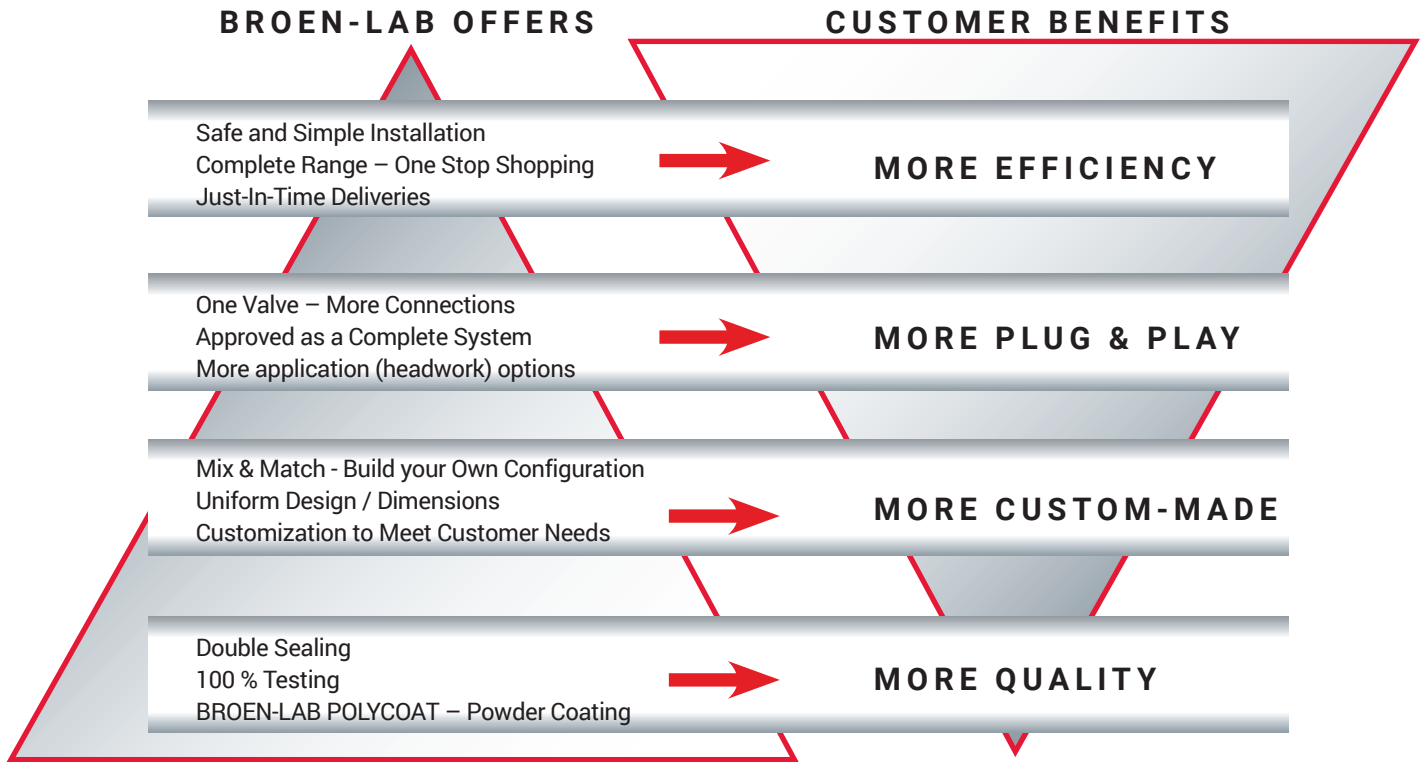 BROEN-LAB OFFERS
CUSTOMER BENEFITS
Safe and Simple Installation
Complete Range – One Stop Shopping
Just-In-Time Deliveries
MORE EFFICIENCY
One Valve – More Connections
Approved as a Complete System
More application (headwork) options
MORE PLUG & PLAY
Mix & Match - Build your Own Configuration
Uniform Design / Dimensions
Customization to Meet Customer Needs
MORE CUSTOM-MADE
Double Sealing
100 % Testing
BROEN-LAB POLYCOAT – Powder Coating
MORE QUALITY